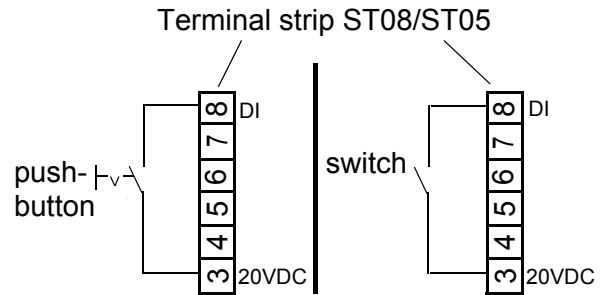 Terminal strip ST08/ST05
8 DI
7
6
5
4
3 20VDC
push-
button
8 DI
7
6
5
4
3 20VDC
switch